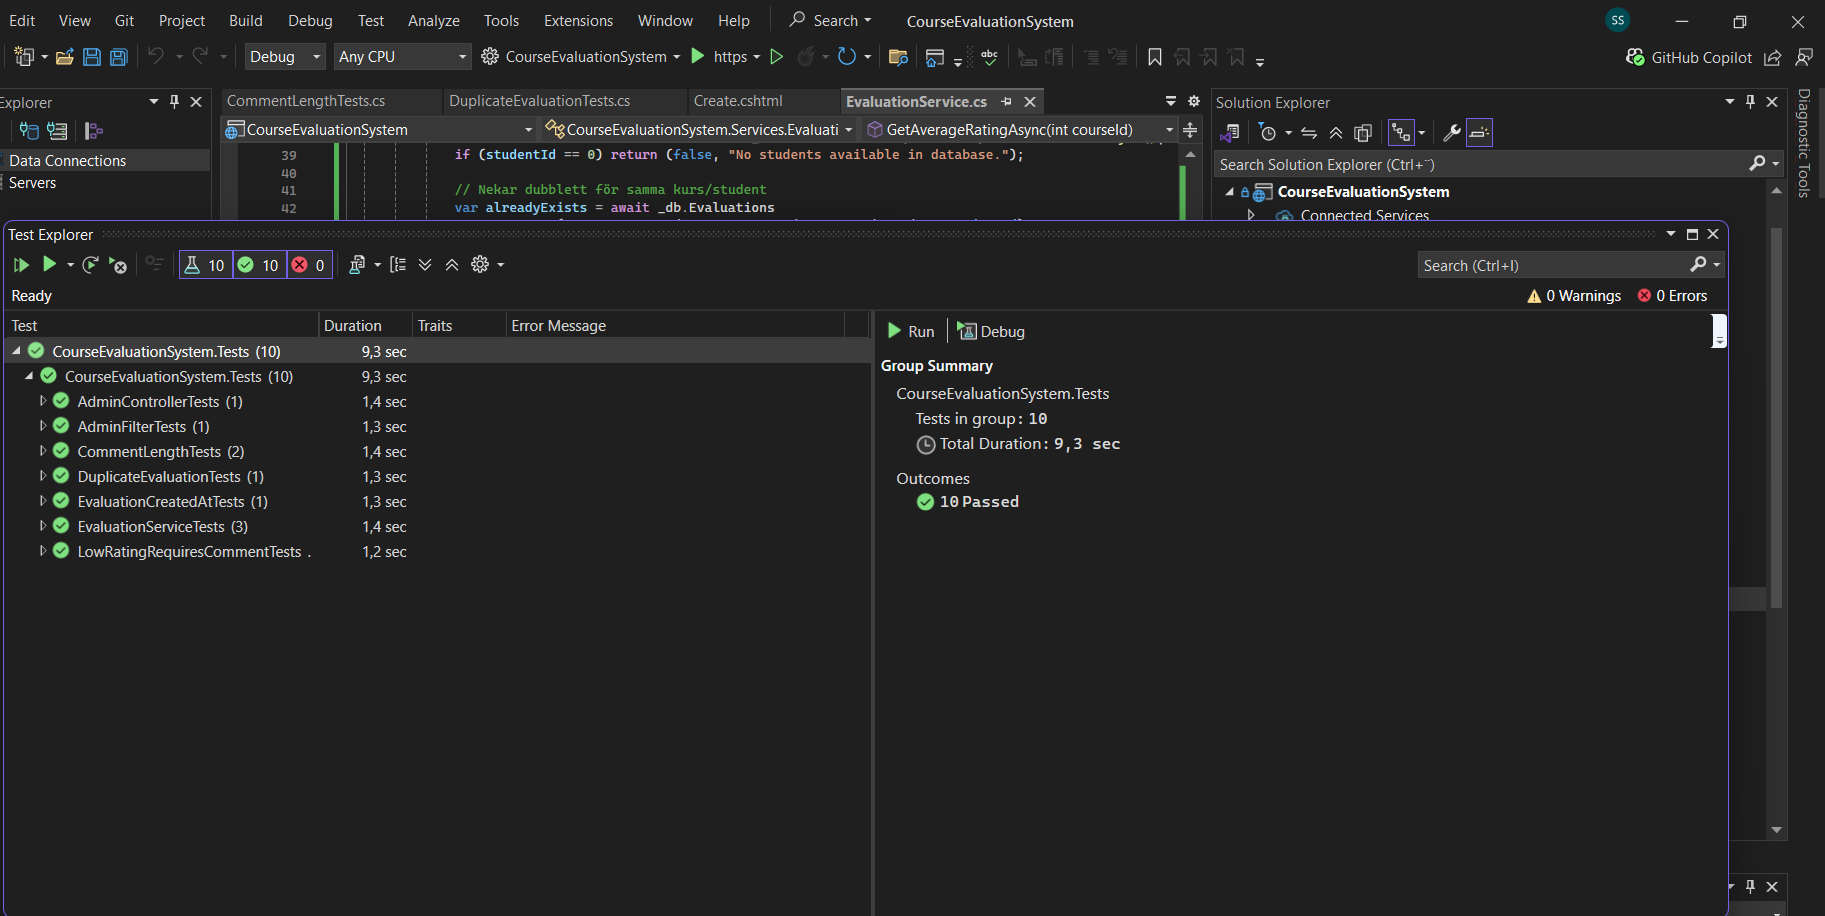 Edit View Git Project Build Debug Test Analyze Tools Extensions Window Help Search CourseEvaluationSystem SS
Debug Any CPU CourseEvaluationSystem https abc GitHub Copilot
Explorer
Data Connections
Servers
CommentLengthTests.cs DuplicateEvaluationTests.cs Create.cshtml EvaluationService.cs
CourseEvaluationSystem CourseEvaluationSystem.Services.Evaluati GetAverageRatingAsync(int courseId)
39 if (studentId == 0) return (false, "No students available in database.");
40
41 // Nekar dubblett för samma kurs/student
42 var alreadyExists = await _db.Evaluations
Solution Explorer
Search Solution Explorer (Ctrl+¨)
CourseEvaluationSystem
Connected Services
Diagnostic Tools
Test Explorer
10 10 0
Search (Ctrl+I)
Ready
0 Warnings 0 Errors
Test Duration Traits Error Message
CourseEvaluationSystem.Tests (10) 9,3 sec
CourseEvaluationSystem.Tests (10) 9,3 sec
AdminControllerTests (1) 1,4 sec
AdminFilterTests (1) 1,3 sec
CommentLengthTests (2) 1,4 sec
DuplicateEvaluationTests (1) 1,3 sec
EvaluationCreatedAtTests (1) 1,3 sec
EvaluationServiceTests (3) 1,4 sec
LowRatingRequiresCommentTests . 1,2 sec
Run Debug
Group Summary
CourseEvaluationSystem.Tests
Tests in group: 10
Total Duration: 9,3 sec
Outcomes
10 Passed